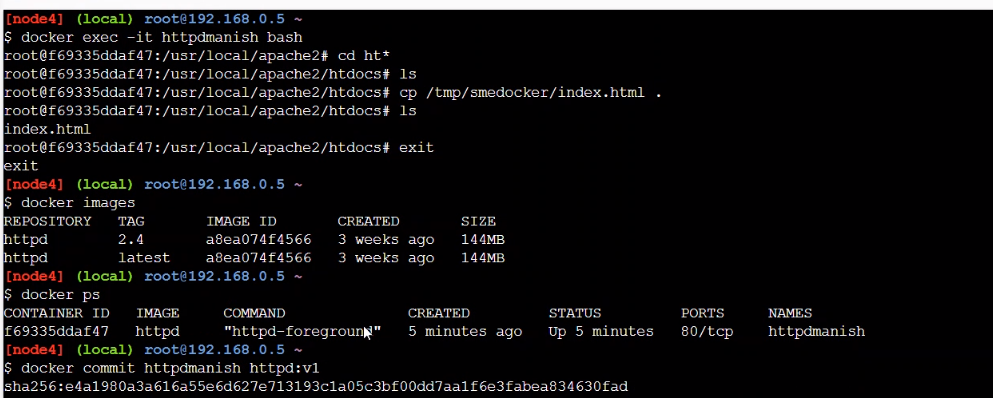 [node4] (local) root@192.168.0.5 ~
$ docker exec -it httpdmanish bash
root@f69335ddaf47:/usr/local/apache2# cd ht*
root@f69335ddaf47:/usr/local/apache2/htdocs# ls
root@f69335ddaf47:/usr/local/apache2/htdocs# cp /tmp/smedocker/index.html .
root@f69335ddaf47:/usr/local/apache2/htdocs# ls
index.html
root@f69335ddaf47:/usr/local/apache2/htdocs# exit
exit
[node4] (local) root@192.168.0.5 ~
$ docker images
REPOSITORY TAG IMAGE ID CREATED SIZE
httpd 2.4 a8ea074f4566 3 weeks ago 144MB
httpd latest a8ea074f4566 3 weeks ago 144MB
[node4] (local) root@192.168.0.5 ~
$ docker ps
CONTAINER ID IMAGE COMMAND CREATED STATUS PORTS NAMES
f69335ddaf47 httpd "httpd-foreground" 5 minutes ago Up 5 minutes 80/tcp httpdmanish
[node4] (local) root@192.168.0.5 ~
$ docker commit httpdmanish httpd:v1
sha256:e4a1980a3a616a55e6d627e713193c1a05c3bf00dd7aa1f6e3fabea834630fad